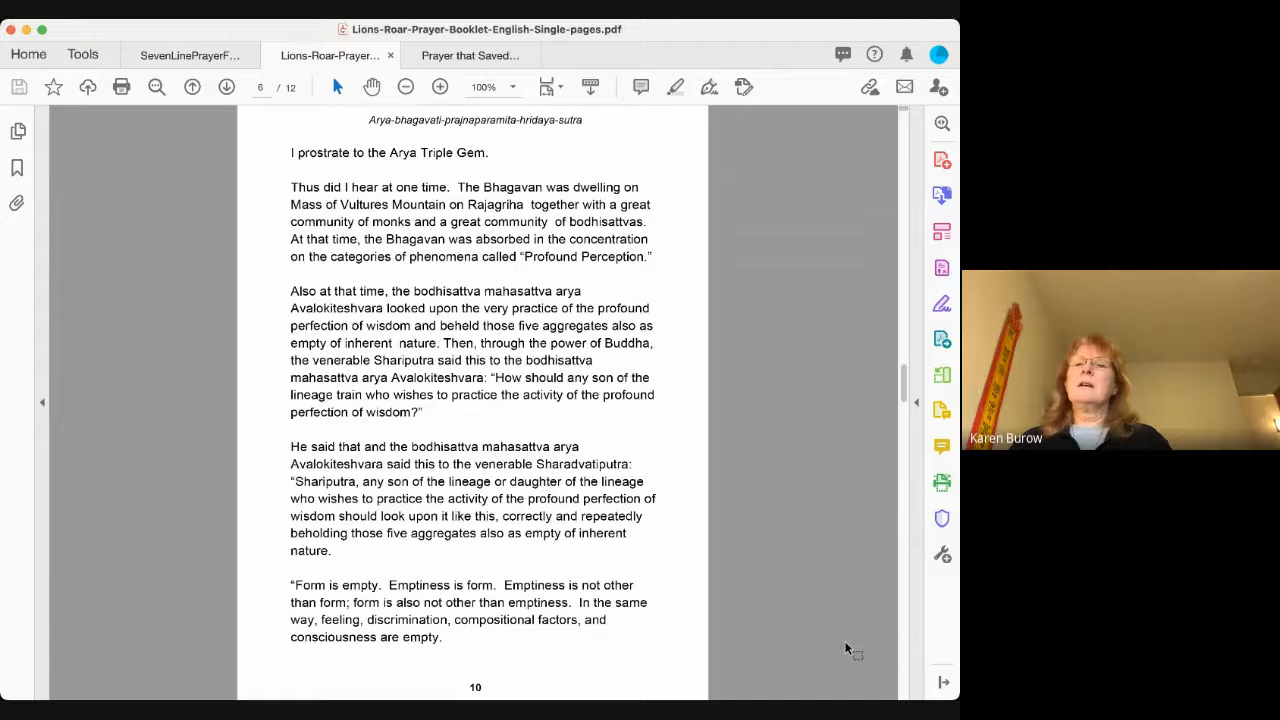 Lions-Roar-Prayer-Booklet-English-Single-pages.pdf
Home Tools SevenLinePrayerF... Lions-Roar-Prayer... × Prayer that Saved...
6 / 12 100%
Arya-bhagavati-prajnaparamita-hridaya-sutra
I prostrate to the Arya Triple Gem.
Thus did I hear at one time. The Bhagavan was dwelling on
Mass of Vultures Mountain on Rajagriha together with a great
community of monks and a great community of bodhisattvas.
At that time, the Bhagavan was absorbed in the concentration
on the categories of phenomena called “Profound Perception.”
Also at that time, the bodhisattva mahasattva arya
Avalokiteshvara looked upon the very practice of the profound
perfection of wisdom and beheld those five aggregates also as
empty of inherent nature. Then, through the power of Buddha,
the venerable Shariputra said this to the bodhisattva
mahasattva arya Avalokiteshvara: “How should any son of the
lineage train who wishes to practice the activity of the profound
perfection of wisdom?”
He said that and the bodhisattva mahasattva arya
Avalokiteshvara said this to the venerable Sharadvatiputra:
“Shariputra, any son of the lineage or daughter of the lineage
who wishes to practice the activity of the profound perfection of
wisdom should look upon it like this, correctly and repeatedly
beholding those five aggregates also as empty of inherent
nature.
“Form is empty. Emptiness is form. Emptiness is not other
than form; form is also not other than emptiness. In the same
way, feeling, discrimination, compositional factors, and
consciousness are empty.
10
Karen Burow